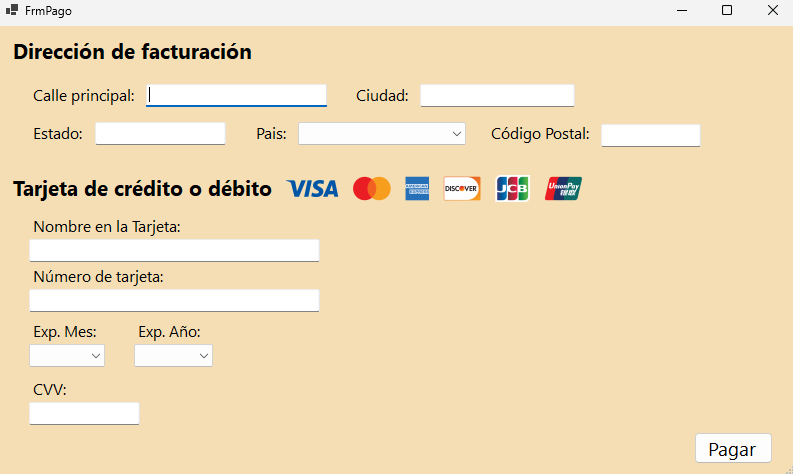 FrmPago
Dirección de facturación
Calle principal: Ciudad:
Estado: Pais: Código Postal:
Tarjeta de crédito o débito VISA AMERICAN EXPRESS DISCOVER JCB UnionPay 银联
Nombre en la Tarjeta:
Número de tarjeta:
Exp. Mes: Exp. Año:
CVV:
Pagar